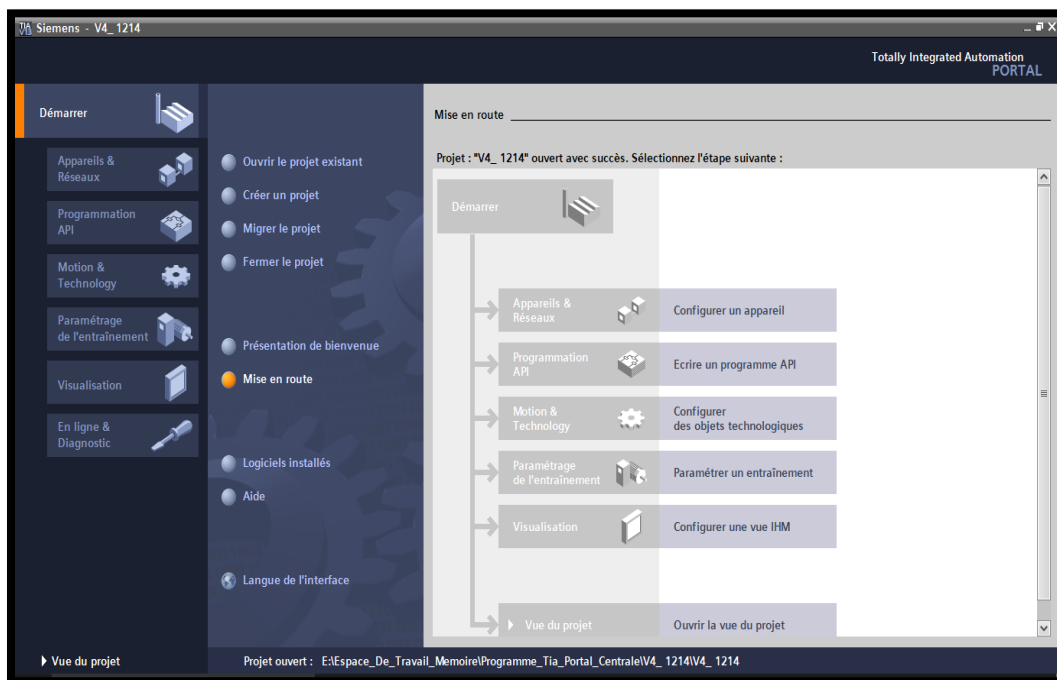 Siemens - V4_ 1214
Totally Integrated Automation
PORTAL
Démarrer
Appareils &
Réseaux
Programmation
API
Motion &
Technology
Paramétrage
de l'entraînement
Visualisation
En ligne &
Diagnostic
Vue du projet
Ouvrir le projet existant
Créer un projet
Migrer le projet
Fermer le projet
Présentation de bienvenue
Mise en route
Logiciels installés
Aide
Langue de l'interface
Mise en route
Projet : "V4_ 1214" ouvert avec succès. Sélectionnez l'étape suivante :
Démarrer
Appareils &
Réseaux
Configurer un appareil
Programmation
API
Ecrire un programme API
Motion &
Technology
Configurer
des objets technologiques
Paramétrage
de l'entraînement
Paramétrer un entraînement
Visualisation
Configurer une vue IHM
Vue du projet
Ouvrir la vue du projet
Projet ouvert : E:\Espace_De_Travail_Memoire\Programme_Tia_Portal_Centrale\V4_ 1214\V4_ 1214